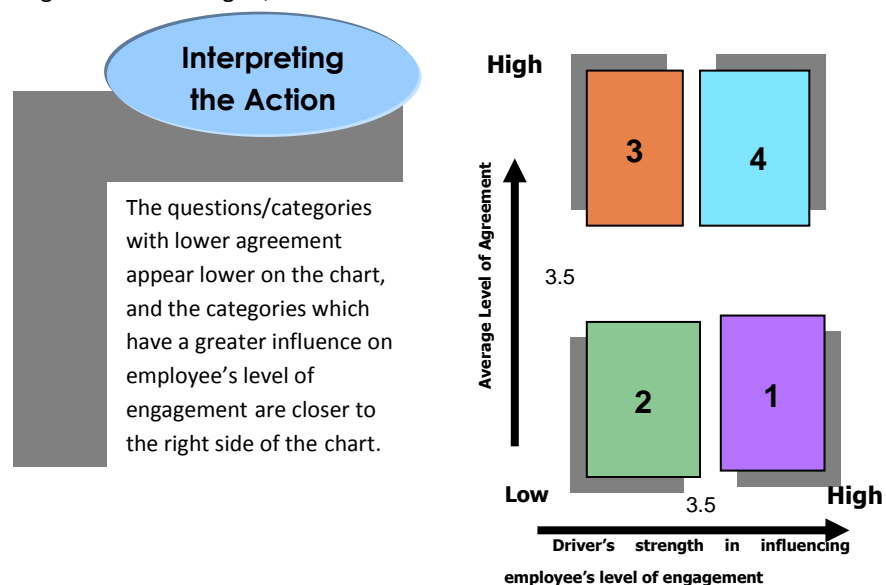 Interpreting
the Action
The questions/categories
with lower agreement
appear lower on the chart,
and the categories which
have a greater influence on
employee’s level of
engagement are closer to
the right side of the chart.
High
3
4
Average Level of Agreement
3.5
2
1
Low
3.5
High
Driver’s strength in influencing
employee’s level of engagement